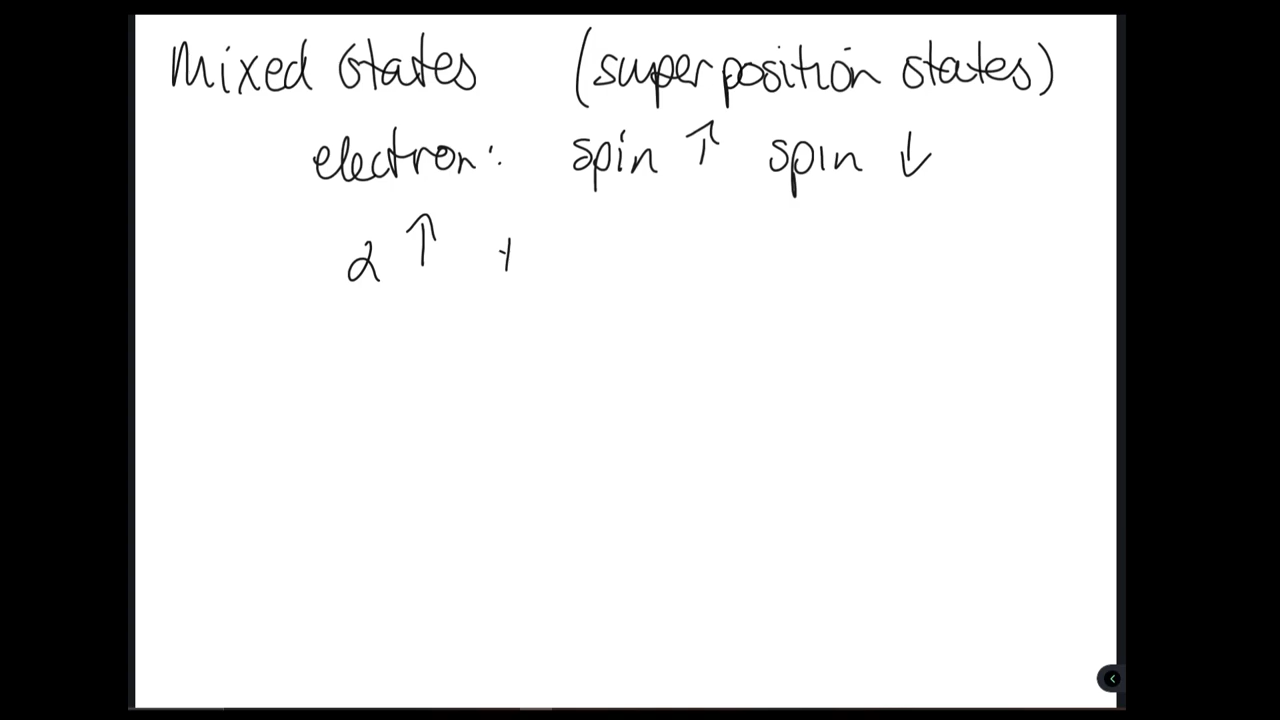 Mixed States (superposition states)
electron: spin ↑ spin ↓
α ↑ +